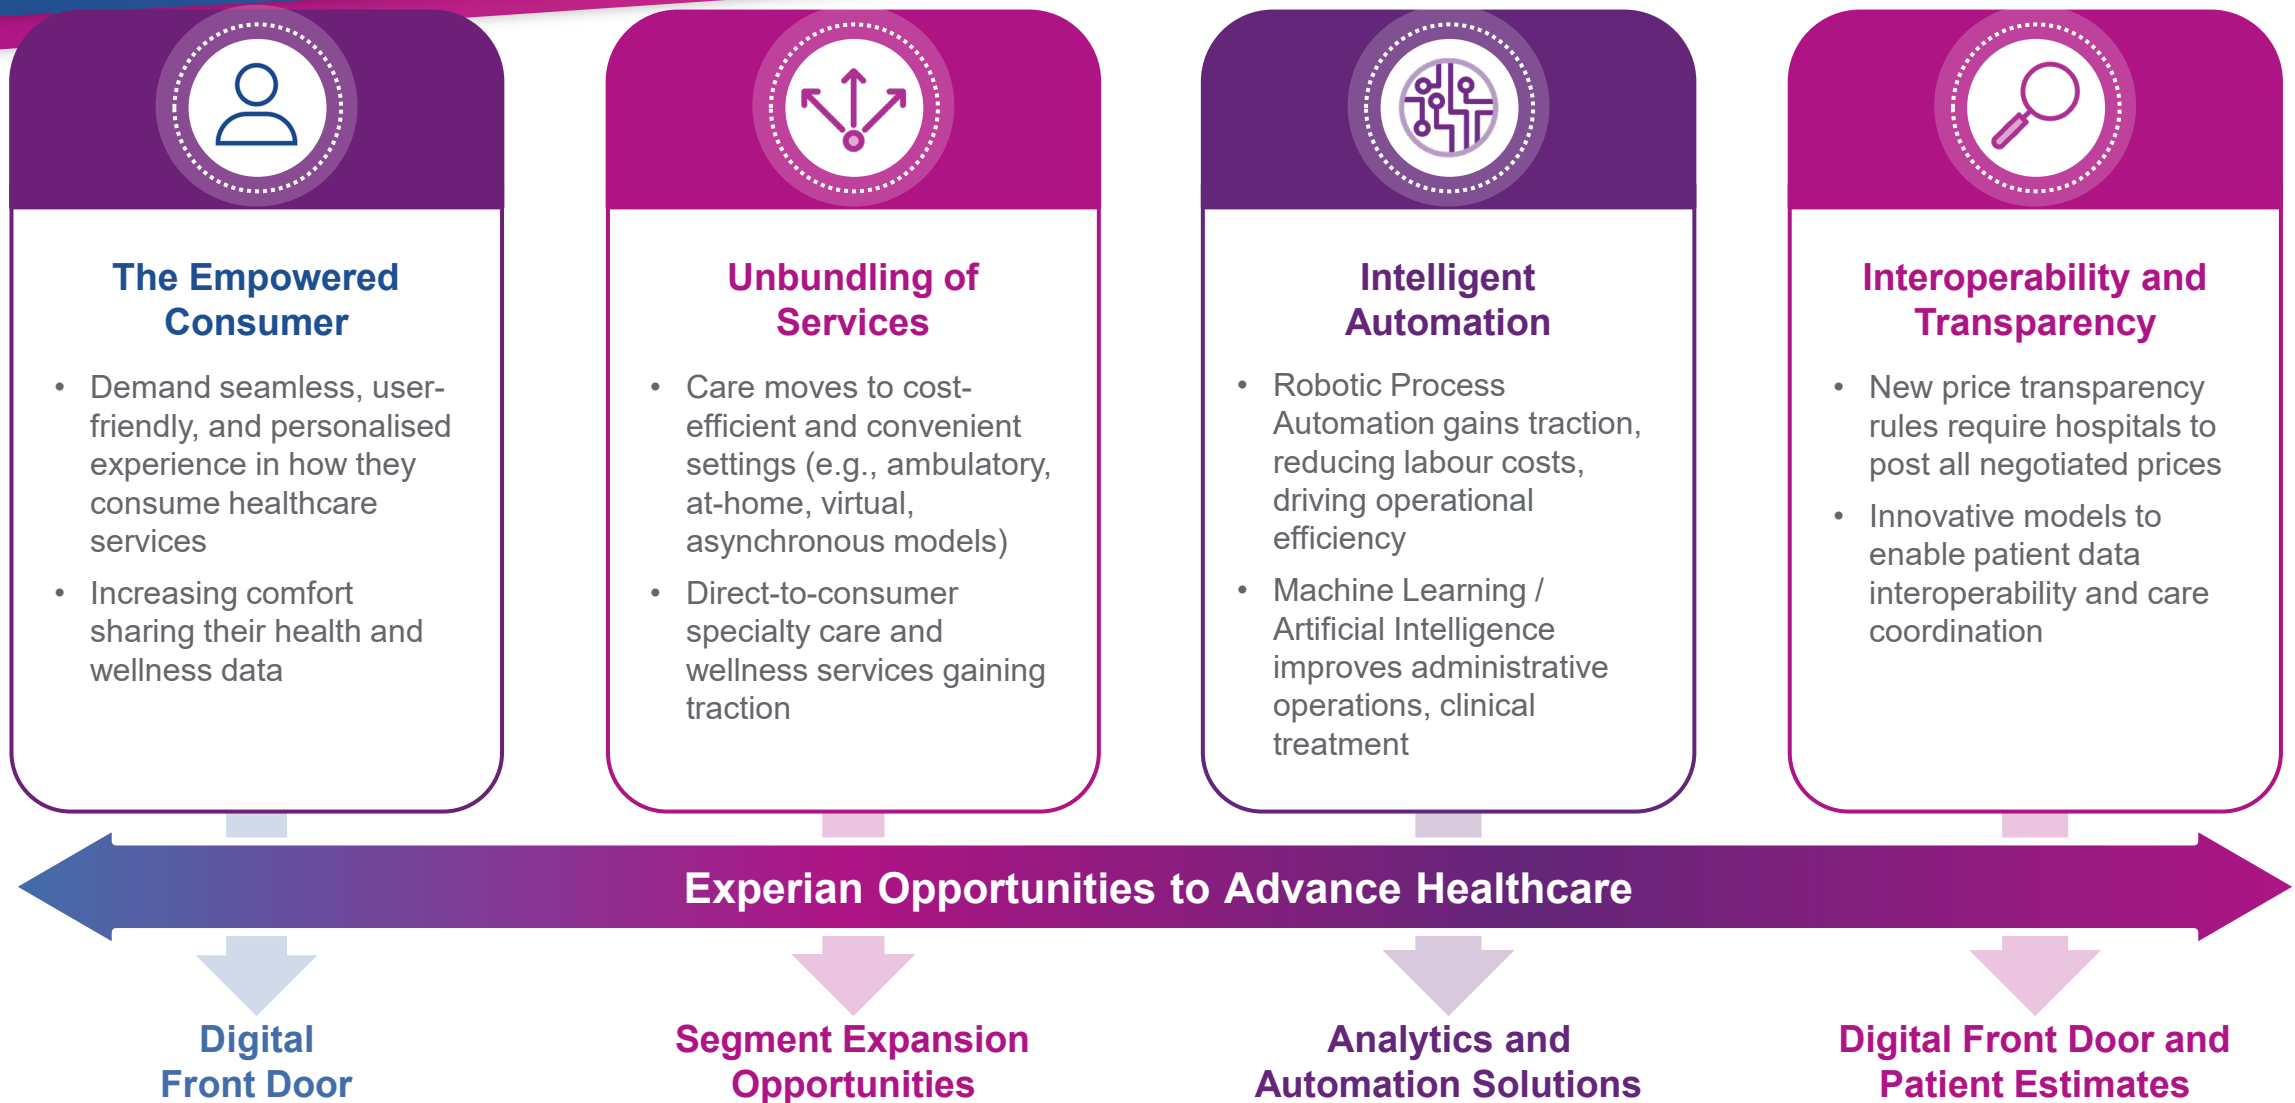 The Empowered
Consumer
• Demand seamless, user-
friendly, and personalised
experience in how they
consume healthcare
services
• Increasing comfort
sharing their health and
wellness data
Unbundling of
Services
• Care moves to cost-
efficient and convenient
settings (e.g., ambulatory,
at-home, virtual,
asynchronous models)
• Direct-to-consumer
specialty care and
wellness services gaining
traction
Intelligent
Automation
• Robotic Process
Automation gains traction,
reducing labour costs,
driving operational
efficiency
• Machine Learning /
Artificial Intelligence
improves administrative
operations, clinical
treatment
Interoperability and
Transparency
• New price transparency
rules require hospitals to
post all negotiated prices
• Innovative models to
enable patient data
interoperability and care
coordination
Experian Opportunities to Advance Healthcare
Digital
Front Door
Segment Expansion
Opportunities
Analytics and
Automation Solutions
Digital Front Door and
Patient Estimates